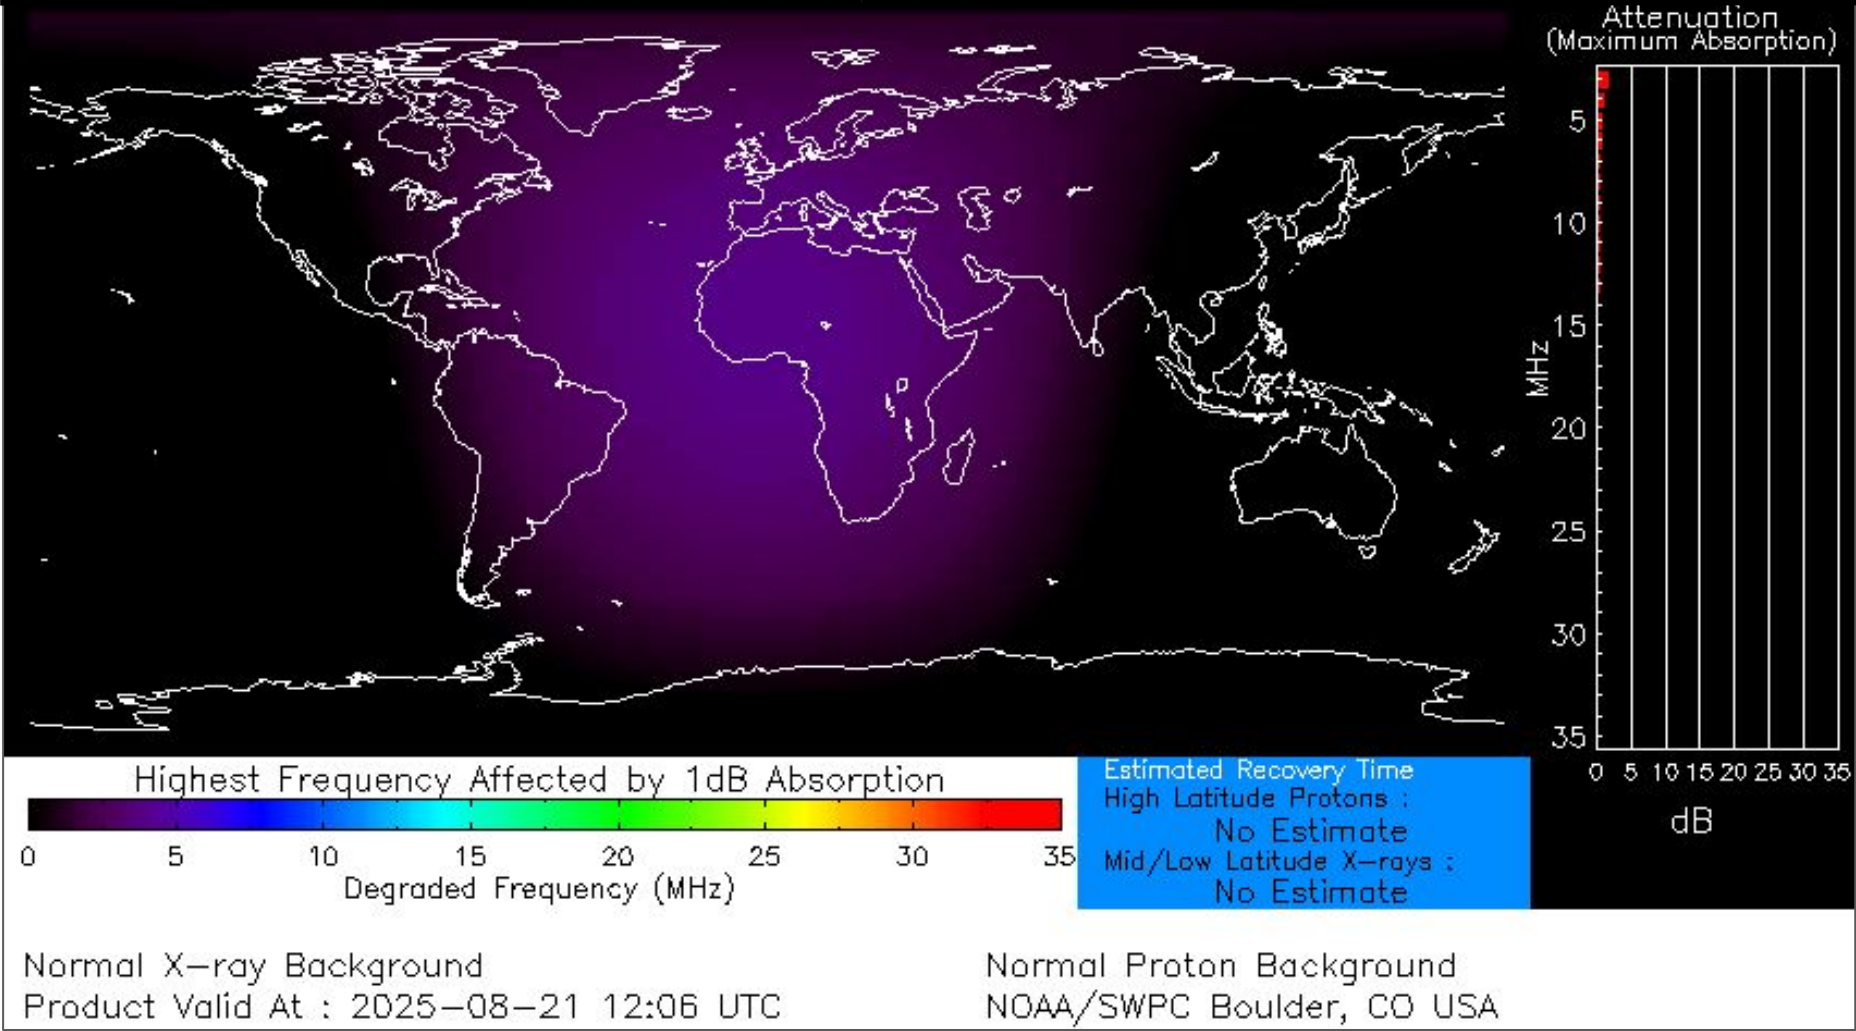 Attenuation
(Maximum Absorption)
5
10
15
20
25
30
35
MHz
0 5 10 15 20 25 30 35
dB
Highest Frequency Affected by 1dB Absorption
0 5 10 15 20 25 30 35
Degraded Frequency (MHz)
Estimated Recovery Time
High Latitude Protons :
No Estimate
Mid/Low Latitude X-rays :
No Estimate
Normal X-ray Background
Product Valid At : 2025-08-21 12:06 UTC
Normal Proton Background
NOAA/SWPC Boulder, CO USA